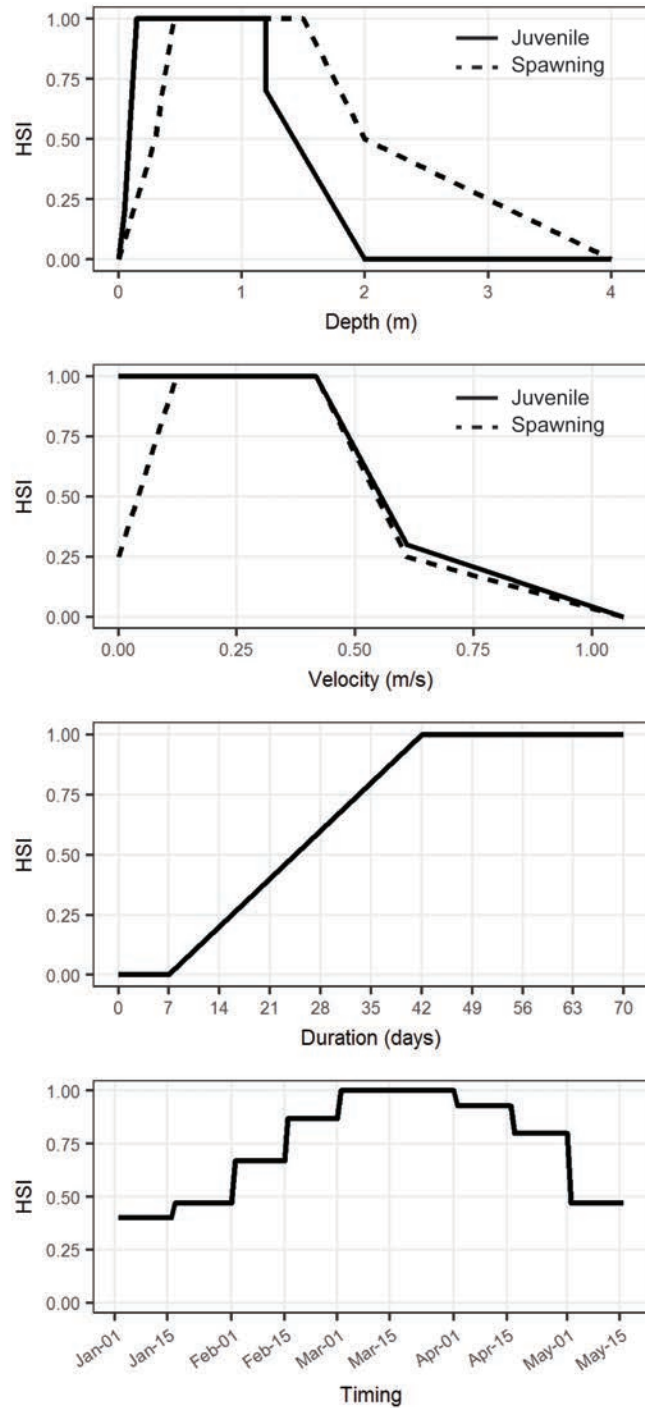 1.00
0.75
0.50
0.25
0.00
HSI
Juvenile
Spawning
0 1 2 3 4
Depth (m)
1.00
0.75
0.50
0.25
0.00
HSI
Juvenile
Spawning
0.00 0.25 0.50 0.75 1.00
Velocity (m/s)
1.00
0.75
0.50
0.25
0.00
HSI
0 7 14 21 28 35 42 49 56 63 70
Duration (days)
1.00
0.75
0.50
0.25
0.00
HSI
Jan-01 Jan-15 Feb-01 Feb-15 Mar-01 Mar-15 Apr-01 Apr-15 May-01 May-15
Timing